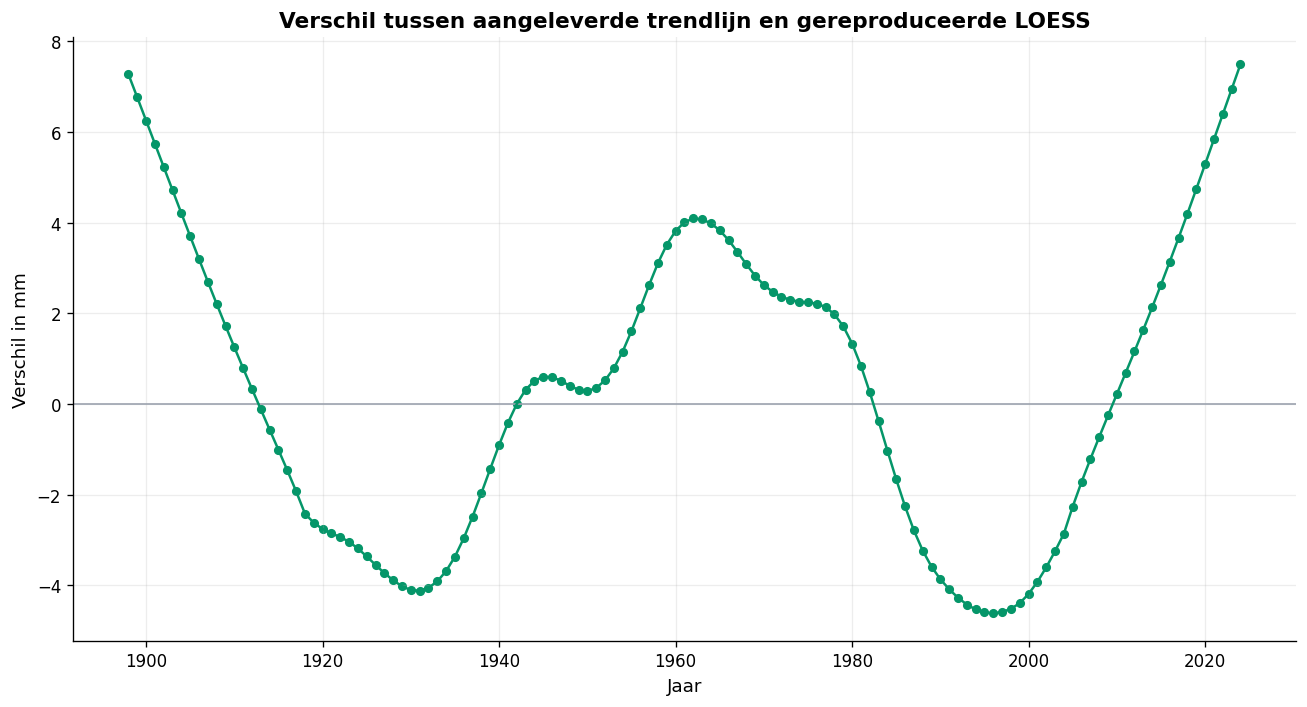 Verschil tussen aangeleverde trendlijn en gereproduceerde LOESS
8
6
4
2
0
−2
−4
Verschil in mm
1900 1920 1940 1960 1980 2000 2020
Jaar